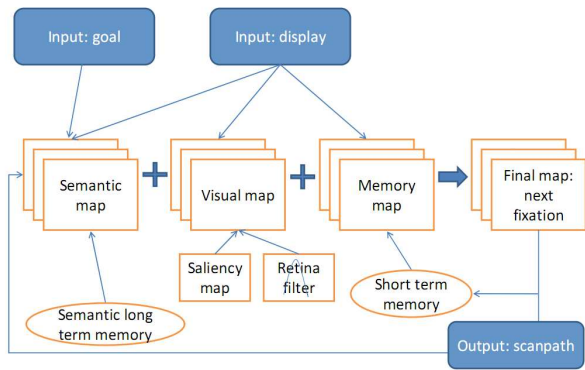 Input: goal
Input: display
Semantic
map
Visual map
Memory
map
Final map:
next
fixation
Saliency
map
Retina
filter
Short term
memory
Semantic long
term memory
Output: scanpath